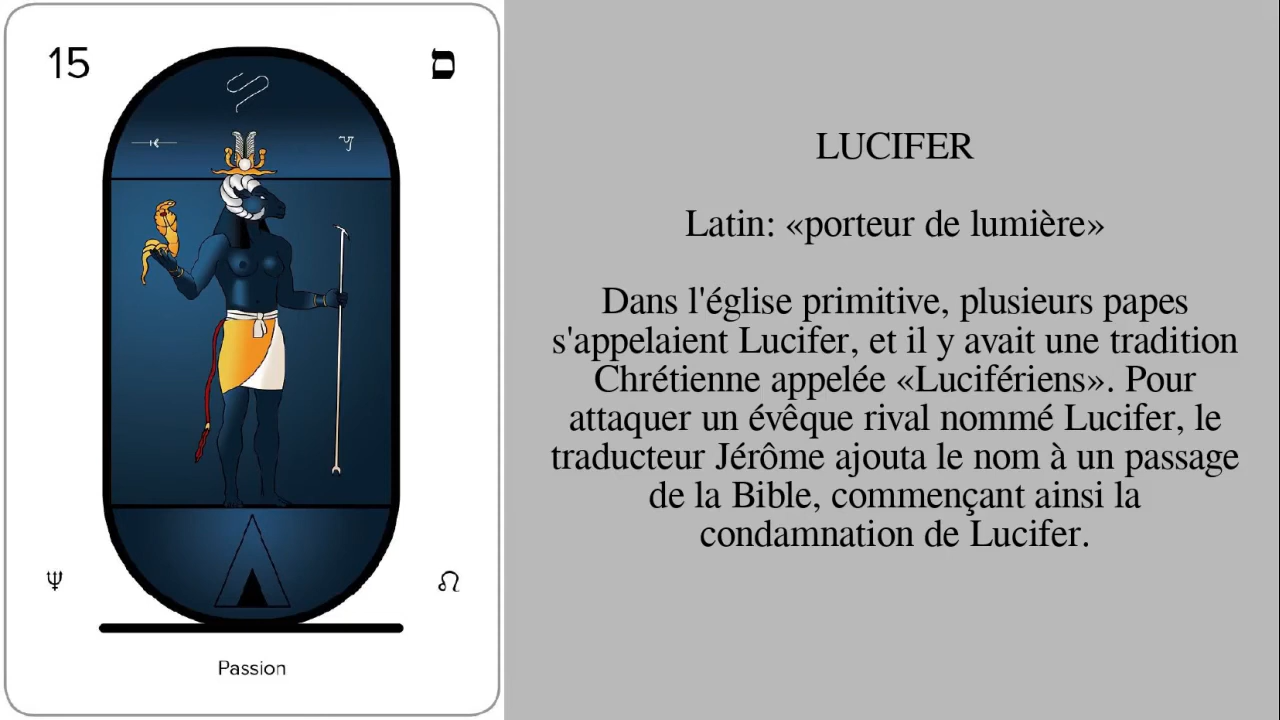 15
ם
♆
♌
Passion
LUCIFER
Latin: «porteur de lumière»
Dans l'église primitive, plusieurs papes
s'appelaient Lucifer, et il y avait une tradition
Chrétienne appelée «Lucifériens». Pour
attaquer un évêque rival nommé Lucifer, le
traducteur Jérôme ajouta le nom à un passage
de la Bible, commençant ainsi la
condamnation de Lucifer.